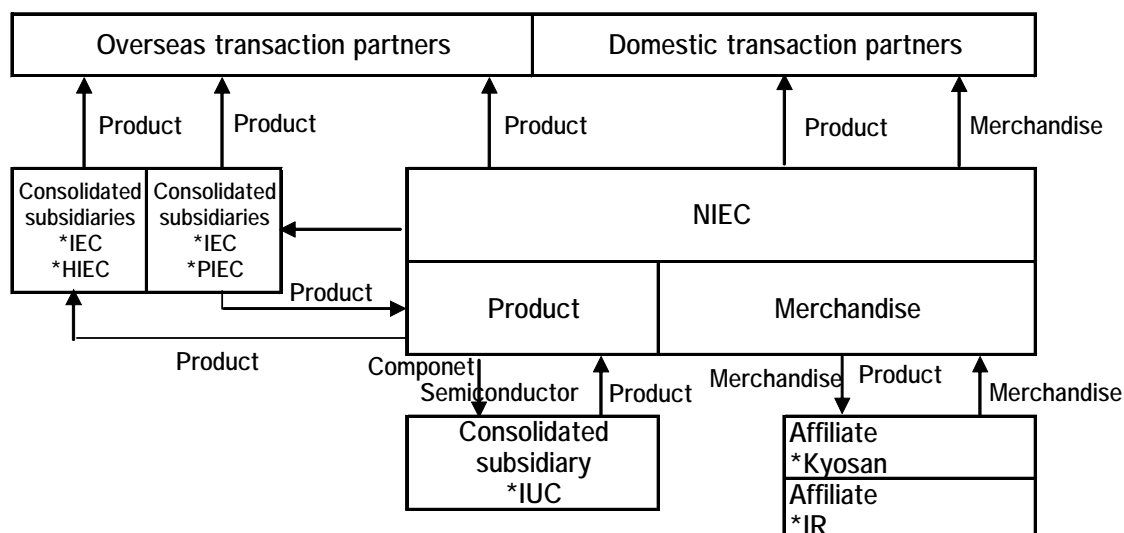 Overseas transaction partners
Domestic transaction partners
Product
Product
Product
Product
Merchandise
Consolidated
subsidiaries
*IEC
*HIEC
Consolidated
subsidiaries
*IEC
*PIEC
NIEC
Product
Product
Merchandise
Product
Componet
Semiconductor
Product
Merchandise
Product
Merchandise
Consolidated
subsidiary
*IUC
Affiliate
*Kyosan
Affiliate
*IR